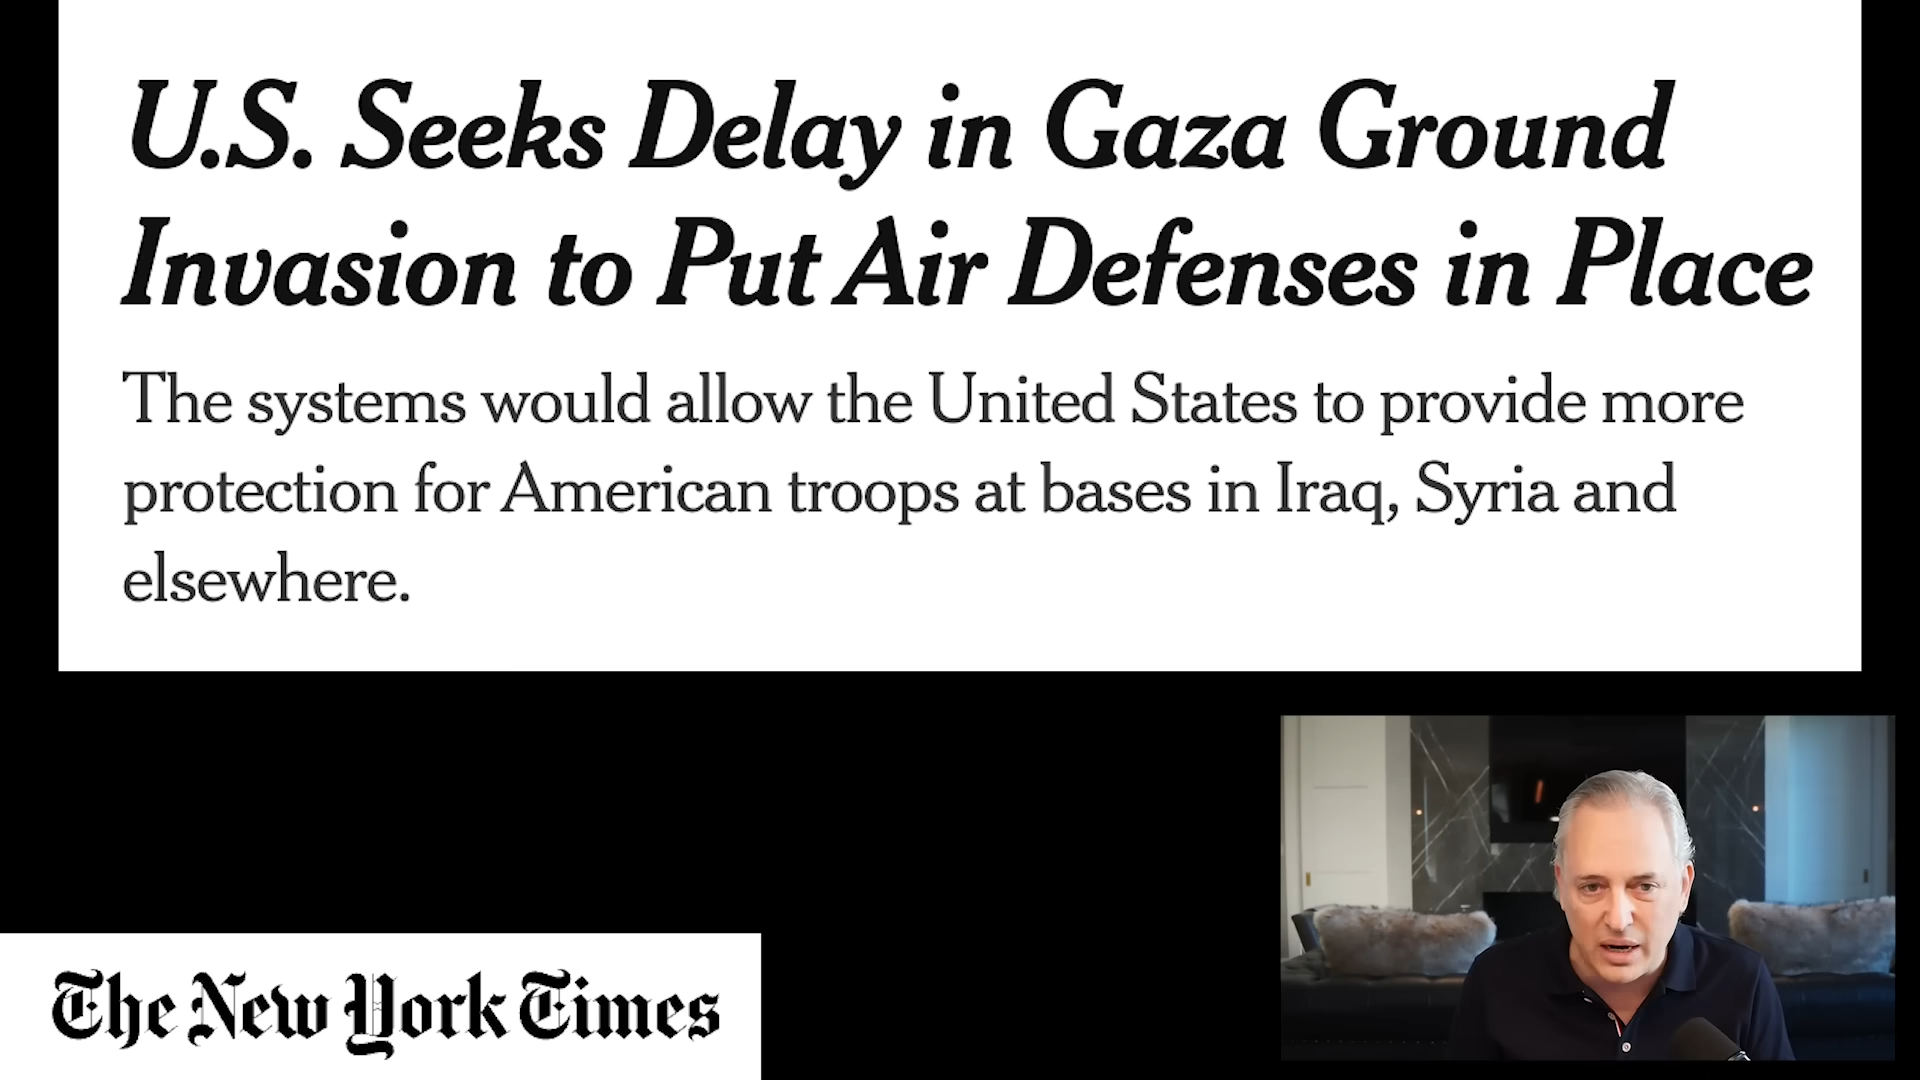 U.S. Seeks Delay in Gaza Ground
Invasion to Put Air Defenses in Place
The systems would allow the United States to provide more
protection for American troops at bases in Iraq, Syria and
elsewhere.
The New York Times